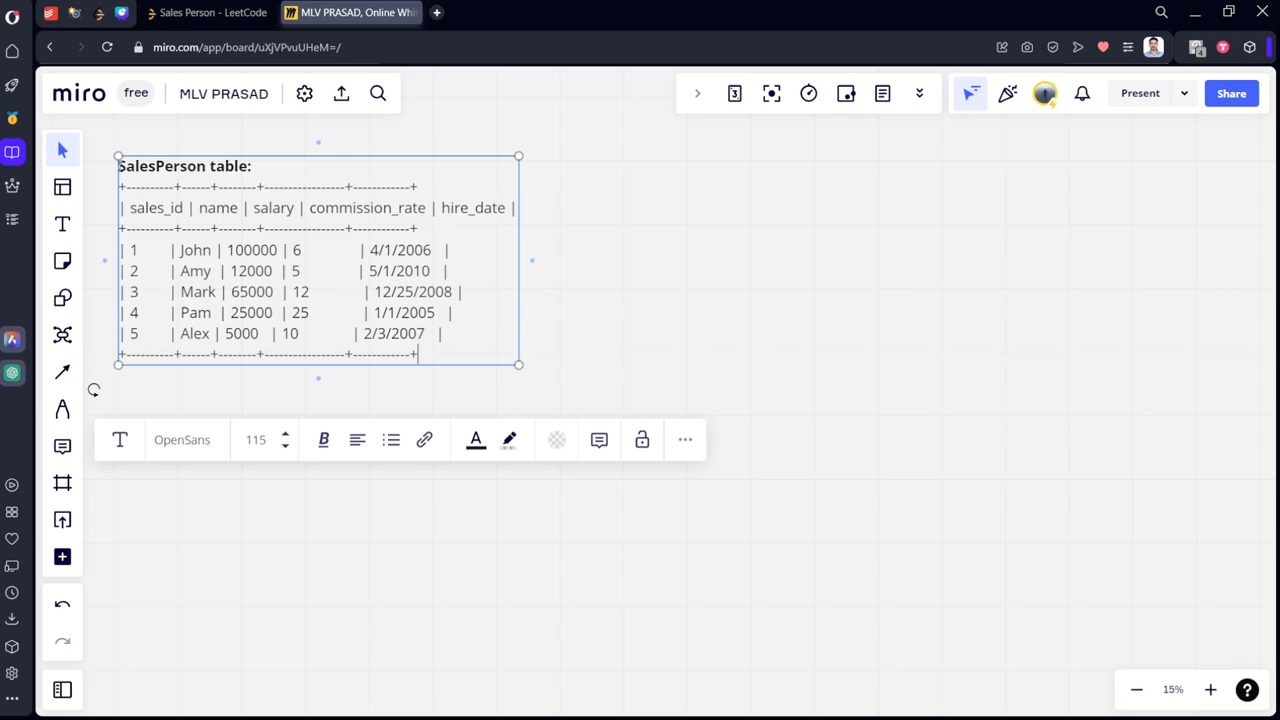 Sales Person - LeetCode
MLV PRASAD, Online Whi
miro.com/app/board/uXjVPvuUHeM=/
miro
free
MLV PRASAD
3
Present
Share
SalesPerson table:
+----------+------+--------+-----------------+------------+
| sales_id | name | salary | commission_rate | hire_date |
+----------+------+--------+-----------------+------------+
| 1 | John | 100000 | 6 | 4/1/2006 |
| 2 | Amy | 12000 | 5 | 5/1/2010 |
| 3 | Mark | 65000 | 12 | 12/25/2008 |
| 4 | Pam | 25000 | 25 | 1/1/2005 |
| 5 | Alex | 5000 | 10 | 2/3/2007 |
+----------+------+--------+-----------------+------------+
OpenSans
115
B
A
15%